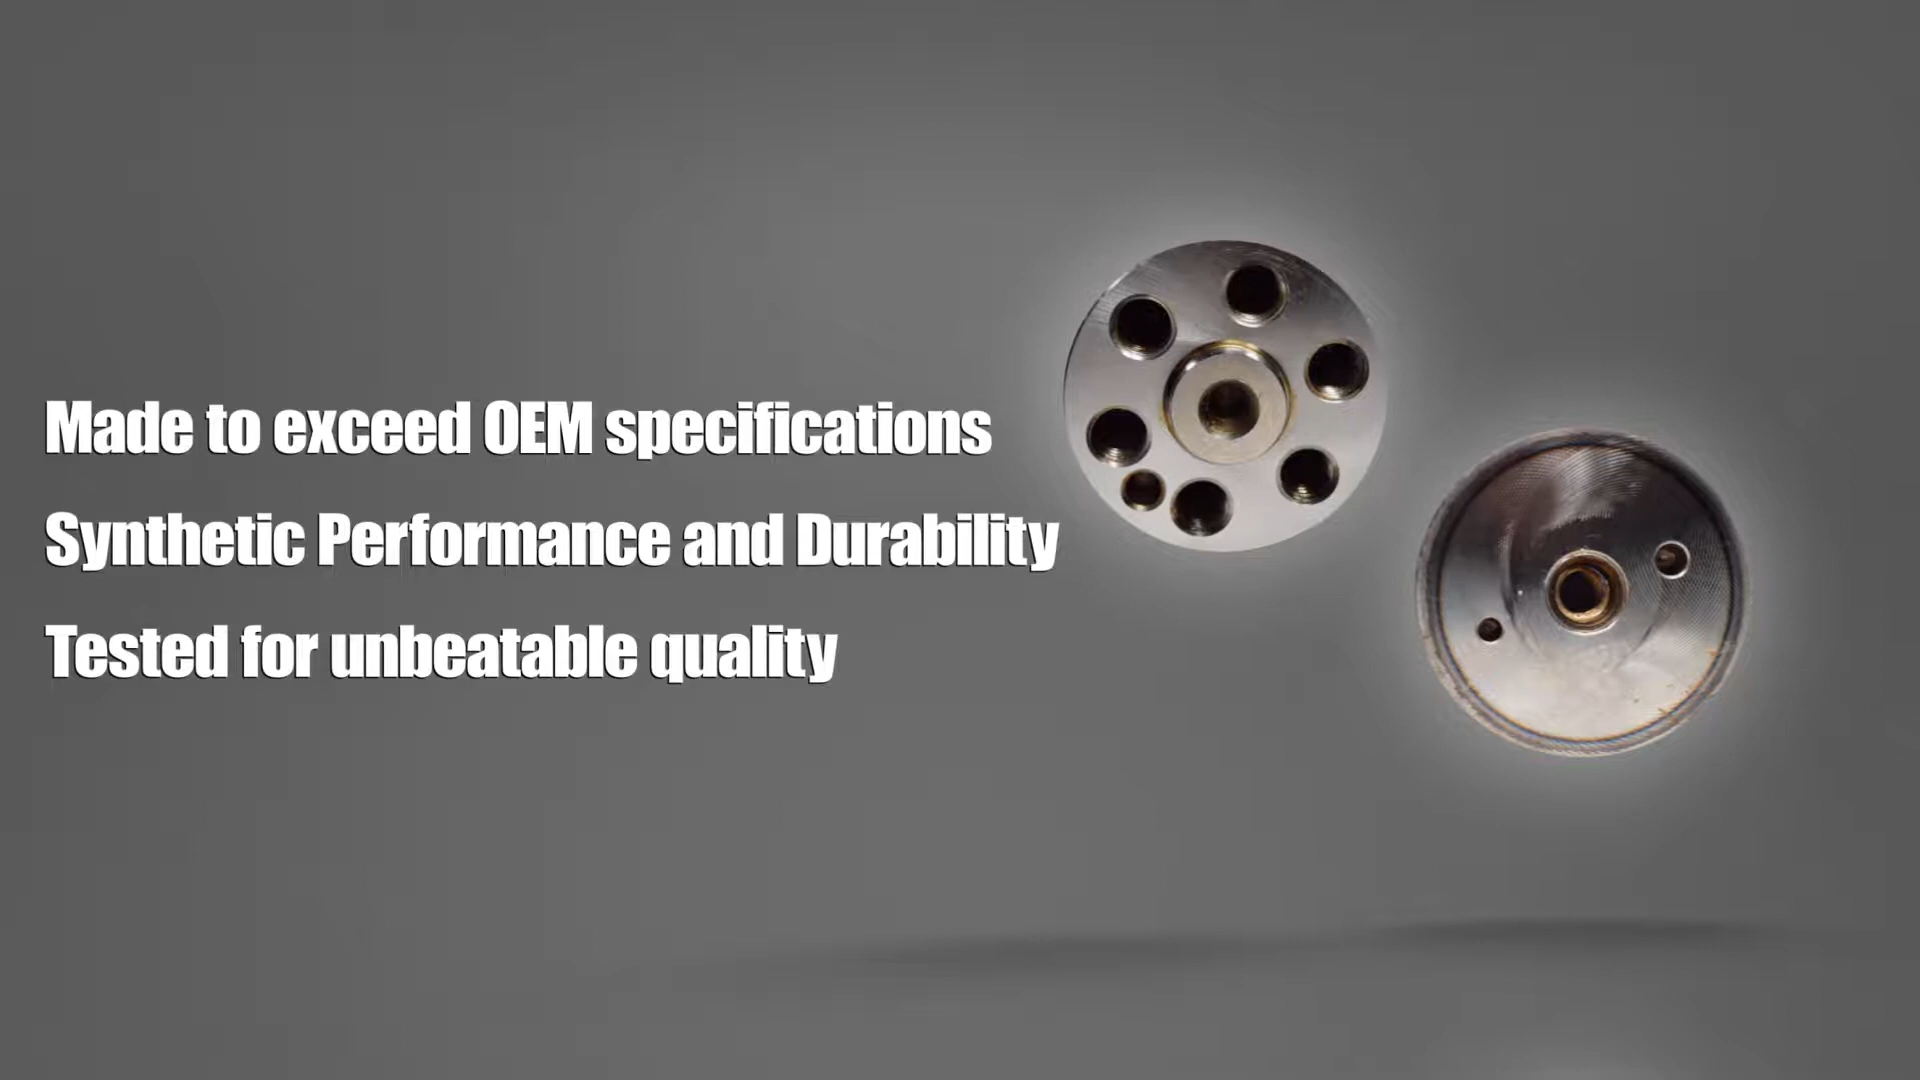 Made to exceed OEM specifications
Synthetic Performance and Durability
Tested for unbeatable quality